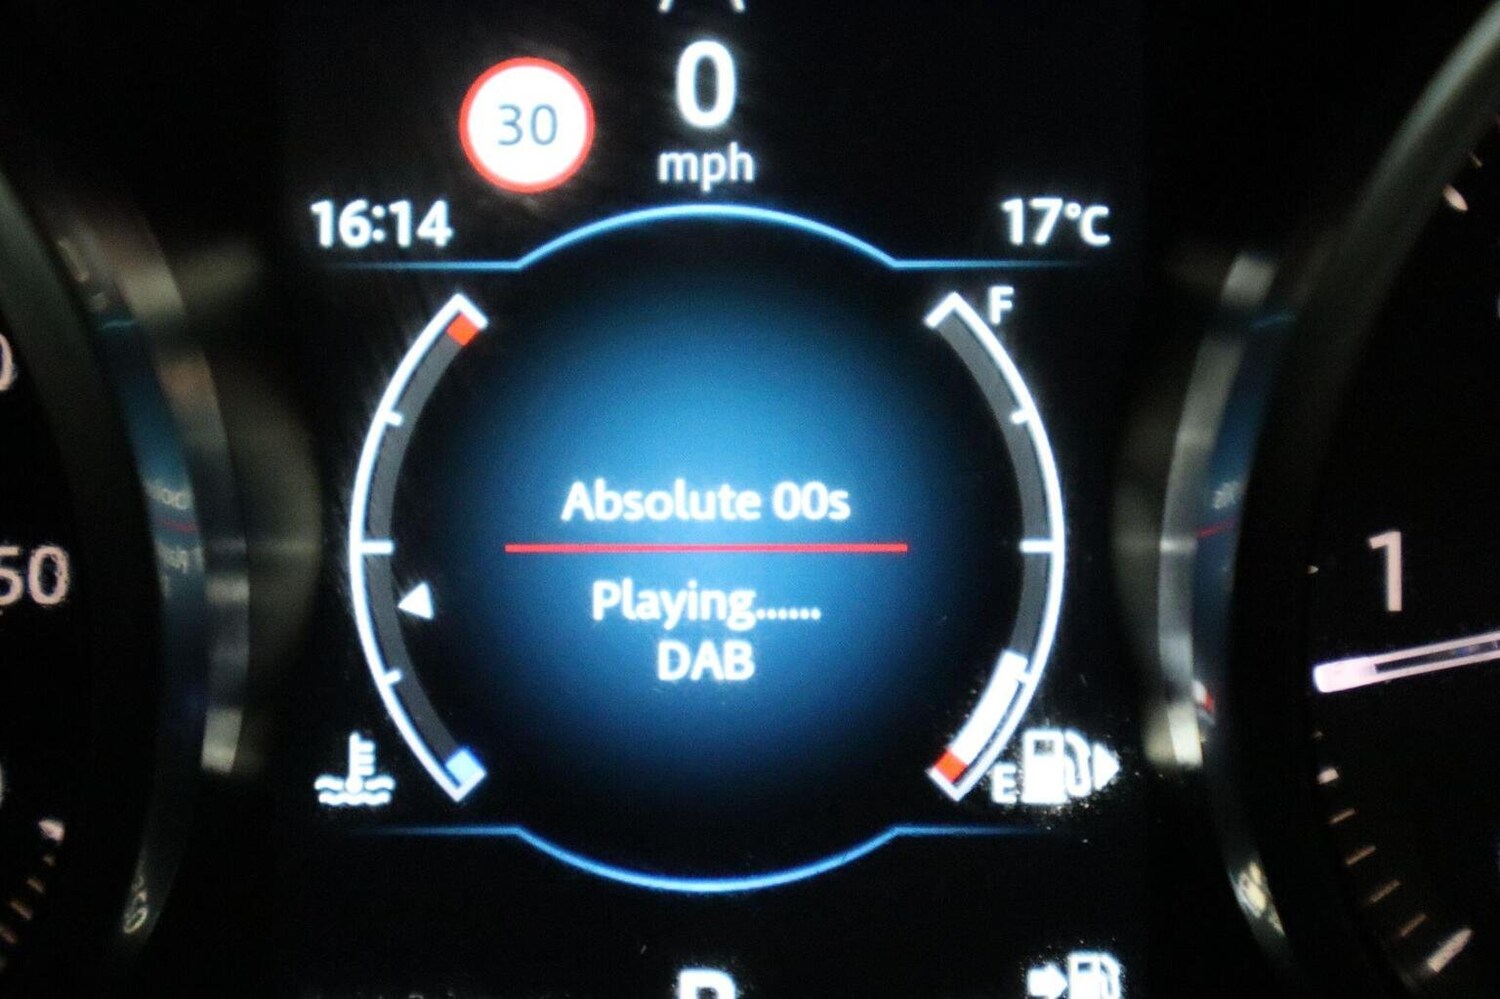 0
30
mph
16:14
17°C
F
Absolute 00s
50
1
Playing......
DAB
E